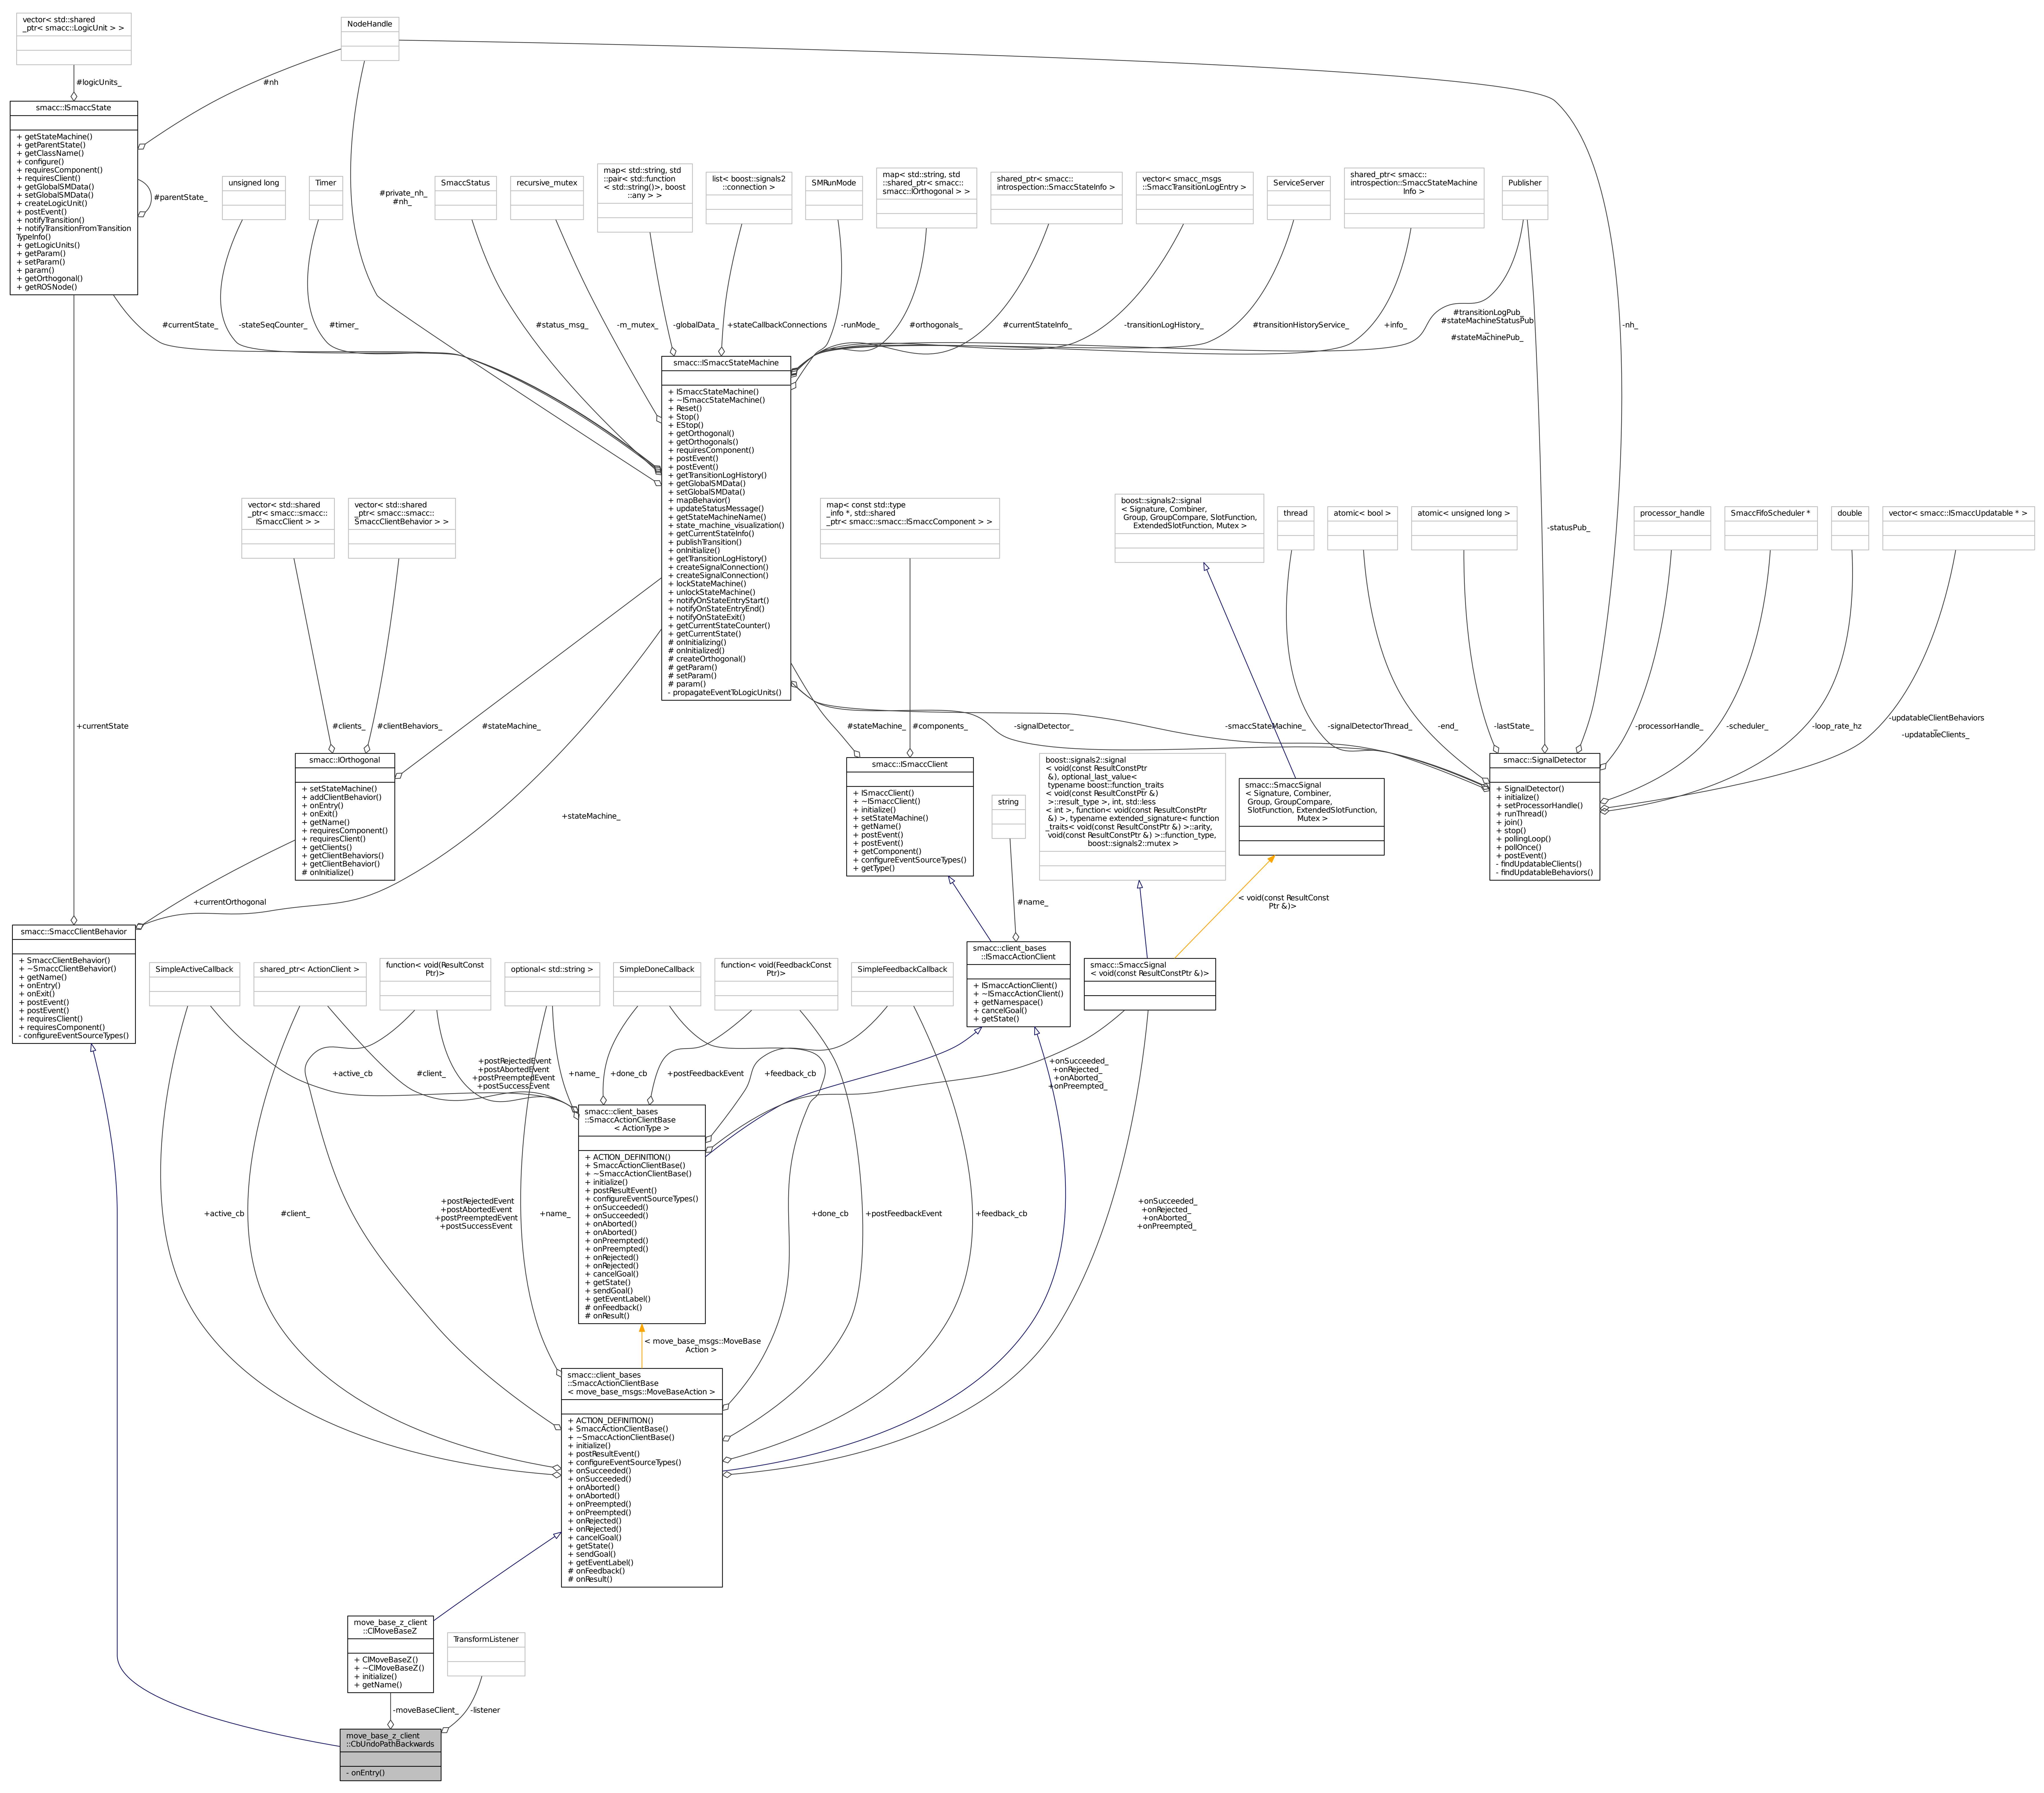 vector< std::shared
_ptr< smacc::LogicUnit > >
NodeHandle
#logicUnits_
#nh
smacc::ISmaccState
+ getStateMachine()
+ getParentState()
+ getClassName()
+ configure()
+ requiresComponent()
+ requiresClient()
+ getGlobalSMData()
+ setGlobalSMData()
+ createLogicUnit()
+ postEvent()
+ notifyTransition()
+ notifyTransitionFromTransition
TypeInfo()
+ getLogicUnits()
+ getParam()
+ setParam()
+ param()
+ getOrthogonal()
+ getROSNode()
#parentState_
unsigned long
Timer
#private_nh_
#nh_
SmaccStatus
recursive_mutex
map< std::string, std
::pair< std::function
< std::string()>, boost
::any > >
list< boost::signals2
::connection >
SMRunMode
map< std::string, std
::shared_ptr< smacc::
smacc::IOrthogonal > >
shared_ptr< smacc::
introspection::SmaccStateInfo >
vector< smacc_msgs
::SmaccTransitionLogEntry >
ServiceServer
shared_ptr< smacc::
introspection::SmaccStateMachine
Info >
Publisher
#currentState_
-stateSeqCounter_
#timer_
#status_msg_
-m_mutex_
-globalData_
+stateCallbackConnections
-runMode_
#orthogonals_
#currentStateInfo_
-transitionLogHistory_
#transitionHistoryService_
+info_
#transitionLogPub_
#stateMachineStatusPub
_
#stateMachinePub_
-nh_
smacc::ISmaccStateMachine
+ ISmaccStateMachine()
+ ~ISmaccStateMachine()
+ Reset()
+ Stop()
+ EStop()
+ getOrthogonal()
+ getOrthogonals()
+ requiresComponent()
+ postEvent()
+ postEvent()
+ getTransitionLogHistory()
+ getGlobalSMData()
+ setGlobalSMData()
+ mapBehavior()
+ updateStatusMessage()
+ getStateMachineName()
+ state_machine_visualization()
+ getCurrentStateInfo()
+ publishTransition()
+ onInitialize()
+ getTransitionLogHistory()
+ createSignalConnection()
+ createSignalConnection()
+ lockStateMachine()
+ unlockStateMachine()
+ notifyOnStateEntryStart()
+ notifyOnStateEntryEnd()
+ notifyOnStateExit()
+ getCurrentStateCounter()
+ getCurrentState()
# onInitializing()
# onInitialized()
# createOrthogonal()
# getParam()
# setParam()
# param()
- propagateEventToLogicUnits()
vector< std::shared
_ptr< smacc::smacc::
ISmaccClient > >
vector< std::shared
_ptr< smacc::smacc::
SmaccClientBehavior > >
map< const std::type
_info *, std::shared
_ptr< smacc::smacc::ISmaccComponent > >
boost::signals2::signal
< Signature, Combiner,
Group, GroupCompare, SlotFunction,
ExtendedSlotFunction, Mutex >
thread
atomic< bool >
atomic< unsigned long >
-statusPub_
processor_handle
SmaccFifoScheduler *
double
vector< smacc::ISmaccUpdatable * >
+currentState
#clients_
#clientBehaviors_
#stateMachine_
#stateMachine_
#components_
-signalDetector_
-smaccStateMachine_
-signalDetectorThread_
-end_
-lastState_
-processorHandle_
-scheduler_
-loop_rate_hz
-updatableClientBehaviors
_
-updatableClients_
smacc::IOrthogonal
+ setStateMachine()
+ addClientBehavior()
+ onEntry()
+ onExit()
+ getName()
+ requiresComponent()
+ requiresClient()
+ getClients()
+ getClientBehaviors()
+ getClientBehavior()
# onInitialize()
+stateMachine_
smacc::ISmaccClient
+ ISmaccClient()
+ ~ISmaccClient()
+ initialize()
+ setStateMachine()
+ getName()
+ postEvent()
+ postEvent()
+ getComponent()
+ configureEventSourceTypes()
+ getType()
string
boost::signals2::signal
< void(const ResultConstPtr
&), optional_last_value<
typename boost::function_traits
< void(const ResultConstPtr &)
>::result_type >, int, std::less
< int >, function< void(const ResultConstPtr
&) >, typename extended_signature< function
_traits< void(const ResultConstPtr &) >::arity,
void(const ResultConstPtr &) >::function_type,
boost::signals2::mutex >
smacc::SmaccSignal
< Signature, Combiner,
Group, GroupCompare,
SlotFunction, ExtendedSlotFunction,
Mutex >
smacc::SignalDetector
+ SignalDetector()
+ initialize()
+ setProcessorHandle()
+ runThread()
+ join()
+ stop()
+ pollingLoop()
+ pollOnce()
+ postEvent()
- findUpdatableClients()
- findUpdatableBehaviors()
+currentOrthogonal
#name_
< void(const ResultConst
Ptr &)>
smacc::SmaccClientBehavior
+ SmaccClientBehavior()
+ ~SmaccClientBehavior()
+ getName()
+ onEntry()
+ onExit()
+ postEvent()
+ postEvent()
+ requiresClient()
+ requiresComponent()
- configureEventSourceTypes()
SimpleActiveCallback
shared_ptr< ActionClient >
function< void(ResultConst
Ptr)>
optional< std::string >
SimpleDoneCallback
function< void(FeedbackConst
Ptr)>
SimpleFeedbackCallback
smacc::client_bases
::ISmaccActionClient
+ ISmaccActionClient()
+ ~ISmaccActionClient()
+ getNamespace()
+ cancelGoal()
+ getState()
smacc::SmaccSignal
< void(const ResultConstPtr &)>
+active_cb
#client_
+postRejectedEvent
+postAbortedEvent
+postPreemptedEvent
+postSuccessEvent
+name_
+done_cb
+postFeedbackEvent
+feedback_cb
+onSucceeded_
+onRejected_
+onAborted_
+onPreempted_
smacc::client_bases
::SmaccActionClientBase
< ActionType >
+ ACTION_DEFINITION()
+ SmaccActionClientBase()
+ ~SmaccActionClientBase()
+ initialize()
+ postResultEvent()
+ configureEventSourceTypes()
+ onSucceeded()
+ onSucceeded()
+ onAborted()
+ onAborted()
+ onPreempted()
+ onPreempted()
+ onRejected()
+ onRejected()
+ cancelGoal()
+ getState()
+ sendGoal()
+ getEventLabel()
# onFeedback()
# onResult()
+active_cb
#client_
+postRejectedEvent
+postAbortedEvent
+postPreemptedEvent
+postSuccessEvent
+name_
+done_cb
+postFeedbackEvent
+feedback_cb
+onSucceeded_
+onRejected_
+onAborted_
+onPreempted_
< move_base_msgs::MoveBase
Action >
smacc::client_bases
::SmaccActionClientBase
< move_base_msgs::MoveBaseAction >
+ ACTION_DEFINITION()
+ SmaccActionClientBase()
+ ~SmaccActionClientBase()
+ initialize()
+ postResultEvent()
+ configureEventSourceTypes()
+ onSucceeded()
+ onSucceeded()
+ onAborted()
+ onAborted()
+ onPreempted()
+ onPreempted()
+ onRejected()
+ onRejected()
+ cancelGoal()
+ getState()
+ sendGoal()
+ getEventLabel()
# onFeedback()
# onResult()
move_base_z_client
::ClMoveBaseZ
+ ClMoveBaseZ()
+ ~ClMoveBaseZ()
+ initialize()
+ getName()
TransformListener
-moveBaseClient_
-listener
move_base_z_client
::CbUndoPathBackwards
- onEntry()